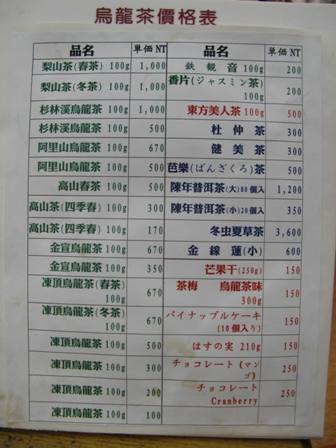 烏龍茶價格表
品名 単価 NT
梨山茶(春茶) 100g 1,000
梨山茶(冬茶) 100g 1,000
杉林溪烏龍茶 100g 1,000
杉林溪烏龍茶 100g 500
阿里山烏龍茶 100g 670
阿里山烏龍茶 100g 500
高山春茶 100g 500
高山茶(四季春) 100g 300
高山茶(四季春) 100g 170
金宣烏龍茶 100g 670
金宣烏龍茶 100g 350
凍頂烏龍茶(春茶) 100g 670
凍頂烏龍茶(冬茶) 100g 670
凍頂烏龍茶 100g 500
凍頂烏龍茶 100g 300
凍頂烏龍茶 100g 200
凍頂烏龍茶 100g 100
品名 単価 NT
鉄観音 100g 200
香片(ジャスミン茶) 100g 200
東方美人茶 100g 500
杜仲茶 300
健美茶 300
芭樂(ばんざくろ)茶 500
陳年普洱茶(大)80個入 1,200
陳年普洱茶(小)20個入 350
冬虫夏草茶 3,600
金線蓮(小) 600
芒果干(250g) 150
茶梅 烏龍茶味 300g 150
パイナップルケーキ
(10個入り) 150
はすの実 210g 150
チョコレート(マンゴ) 250
チョコレート
Cranberry 250